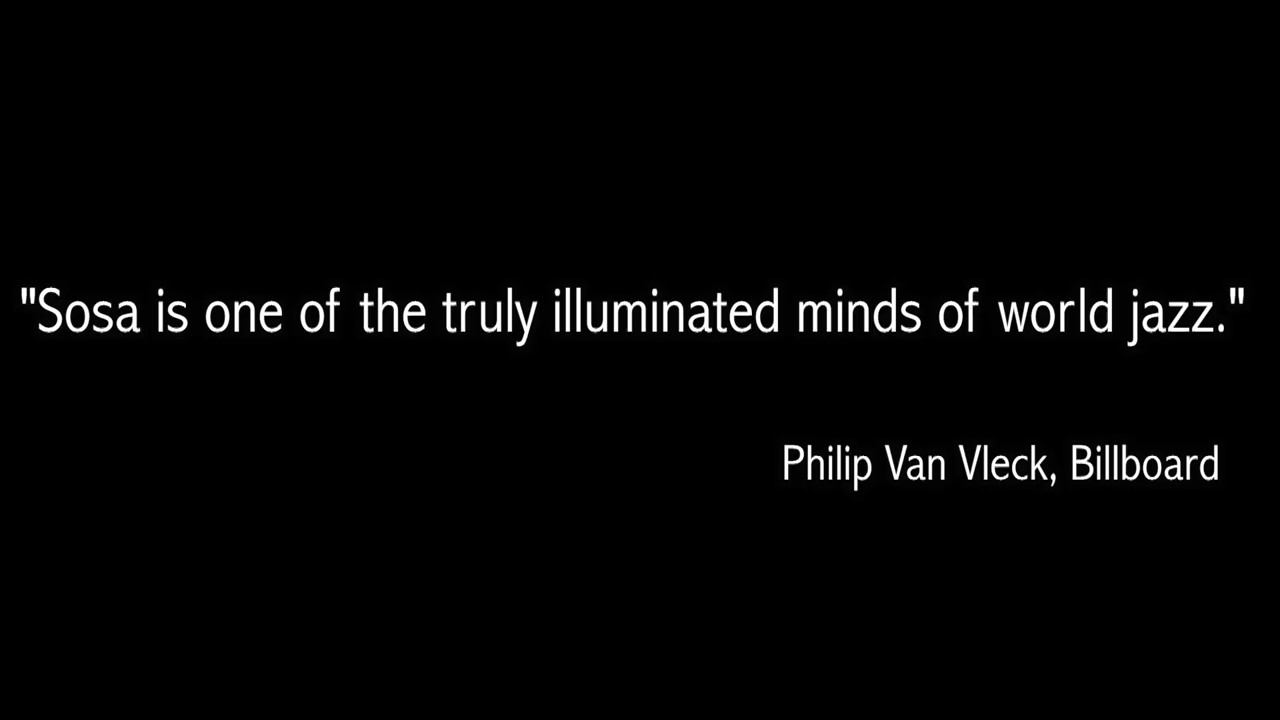 "Sosa is one of the truly illuminated minds of world jazz."
Philip Van Vleck, Billboard